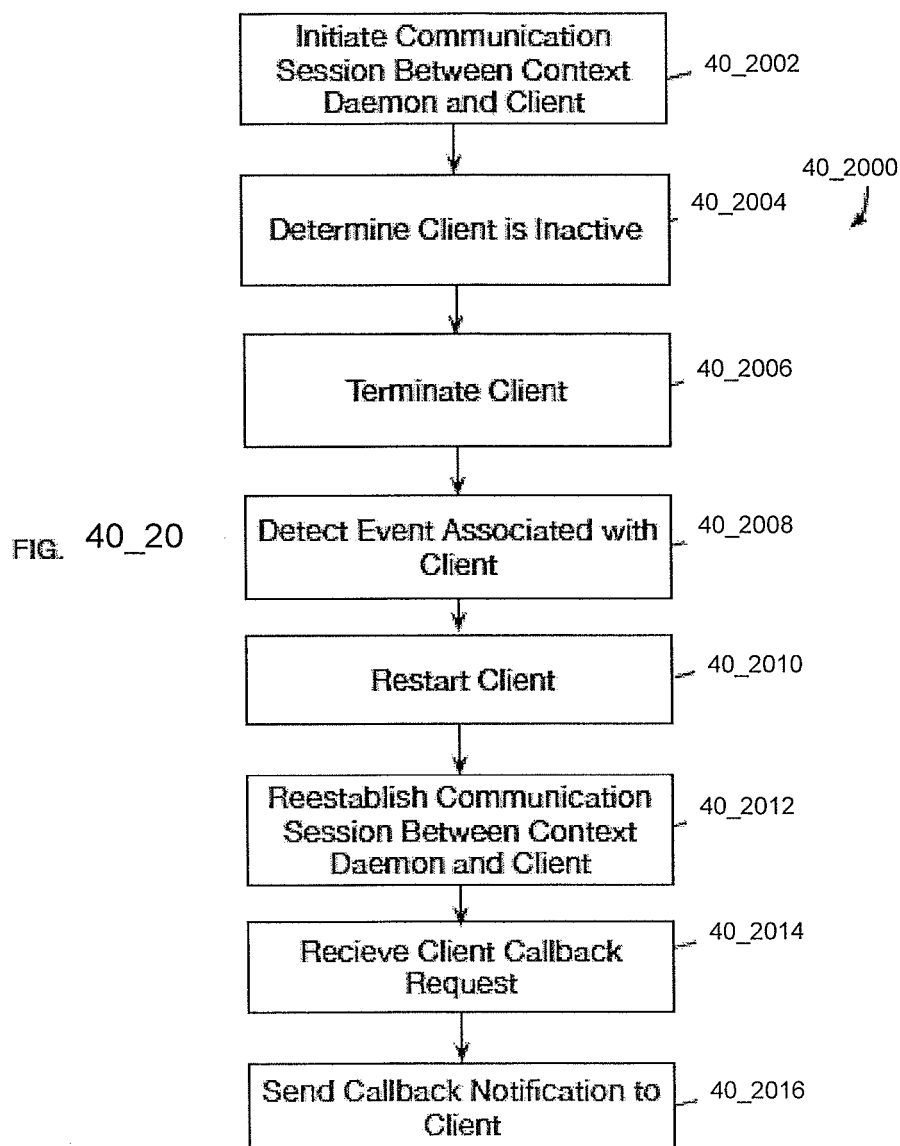 Initiate Communication
Session Between Context
Daemon and Client
40_2002
40_2000
Determine Client is Inactive
40_2004
Terminate Client
40_2006
FIG. 40_20
Detect Event Associated with
Client
40_2008
Restart Client
40_2010
Reestablish Communication
Session Between Context
Daemon and Client
40_2012
Recieve Client Callback
Request
40_2014
Send Callback Notification to
Client
40_2016